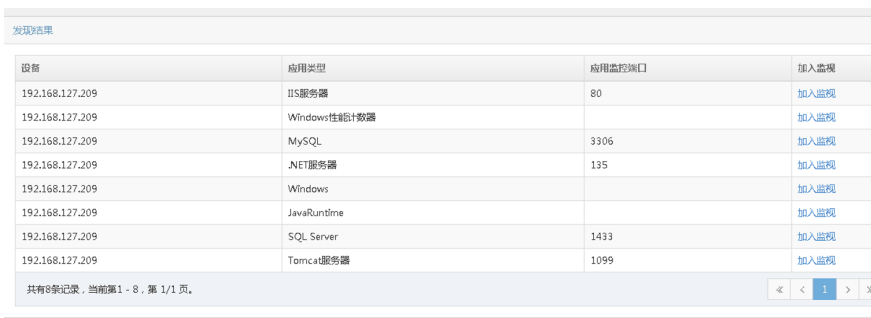 发现结果
设备 应用类型 应用监控端口 加入监视
192.168.127.209 IIS服务器 80 加入监视
192.168.127.209 Windows性能计数器 加入监视
192.168.127.209 MySQL 3306 加入监视
192.168.127.209 .NET服务器 135 加入监视
192.168.127.209 Windows 加入监视
192.168.127.209 JavaRuntime 加入监视
192.168.127.209 SQL Server 1433 加入监视
192.168.127.209 Tomcat服务器 1099 加入监视
共有8条记录，当前第1 - 8，第 1/1 页。 « < 1 > »